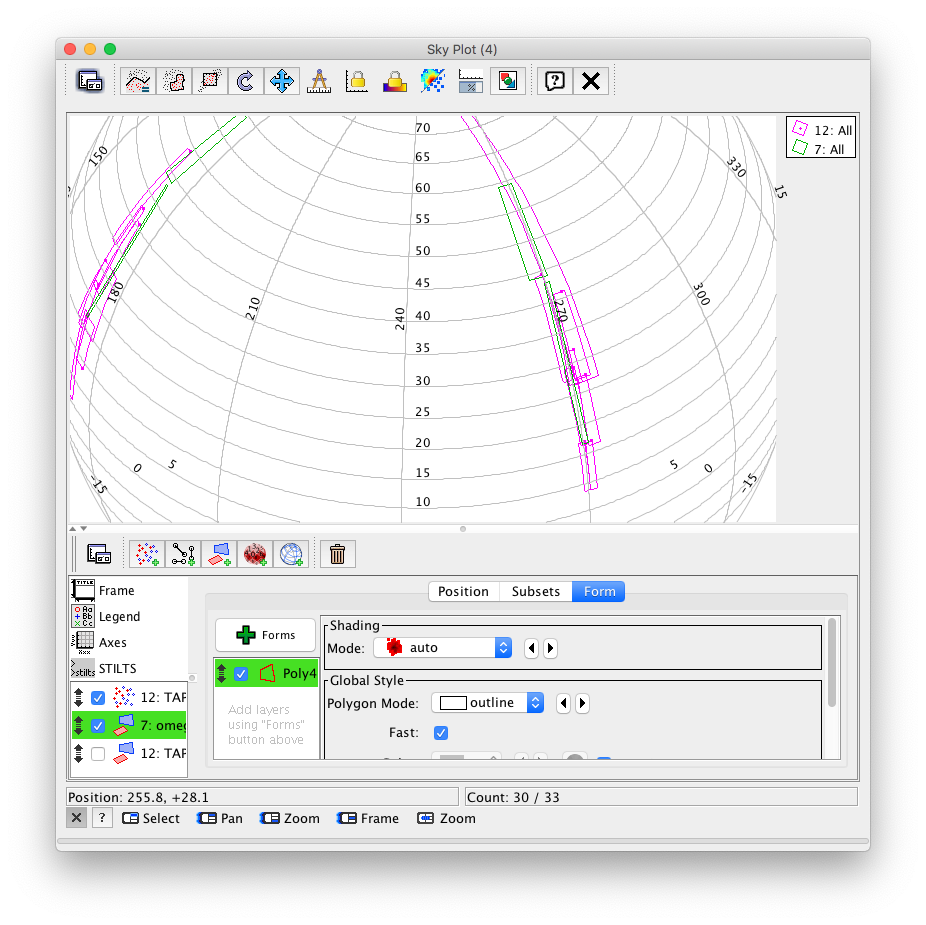 Sky Plot (4)
12: All
7: All
70
65
60
55
50
45
40
35
30
25
20
15
10
150
180
210
240
270
300
330
15
0
5
-15
5
0
-15
Frame
Legend
Axes
STILTS
12: TAP
7: ome
12: TAP
Position Subsets Form
Forms
Poly4
Add layers
using "Forms"
button above
Shading
Mode: auto
Global Style
Polygon Mode: outline
Fast:
Position: 255.8, +28.1
Count: 30 / 33
? Select Pan Zoom Frame Zoom